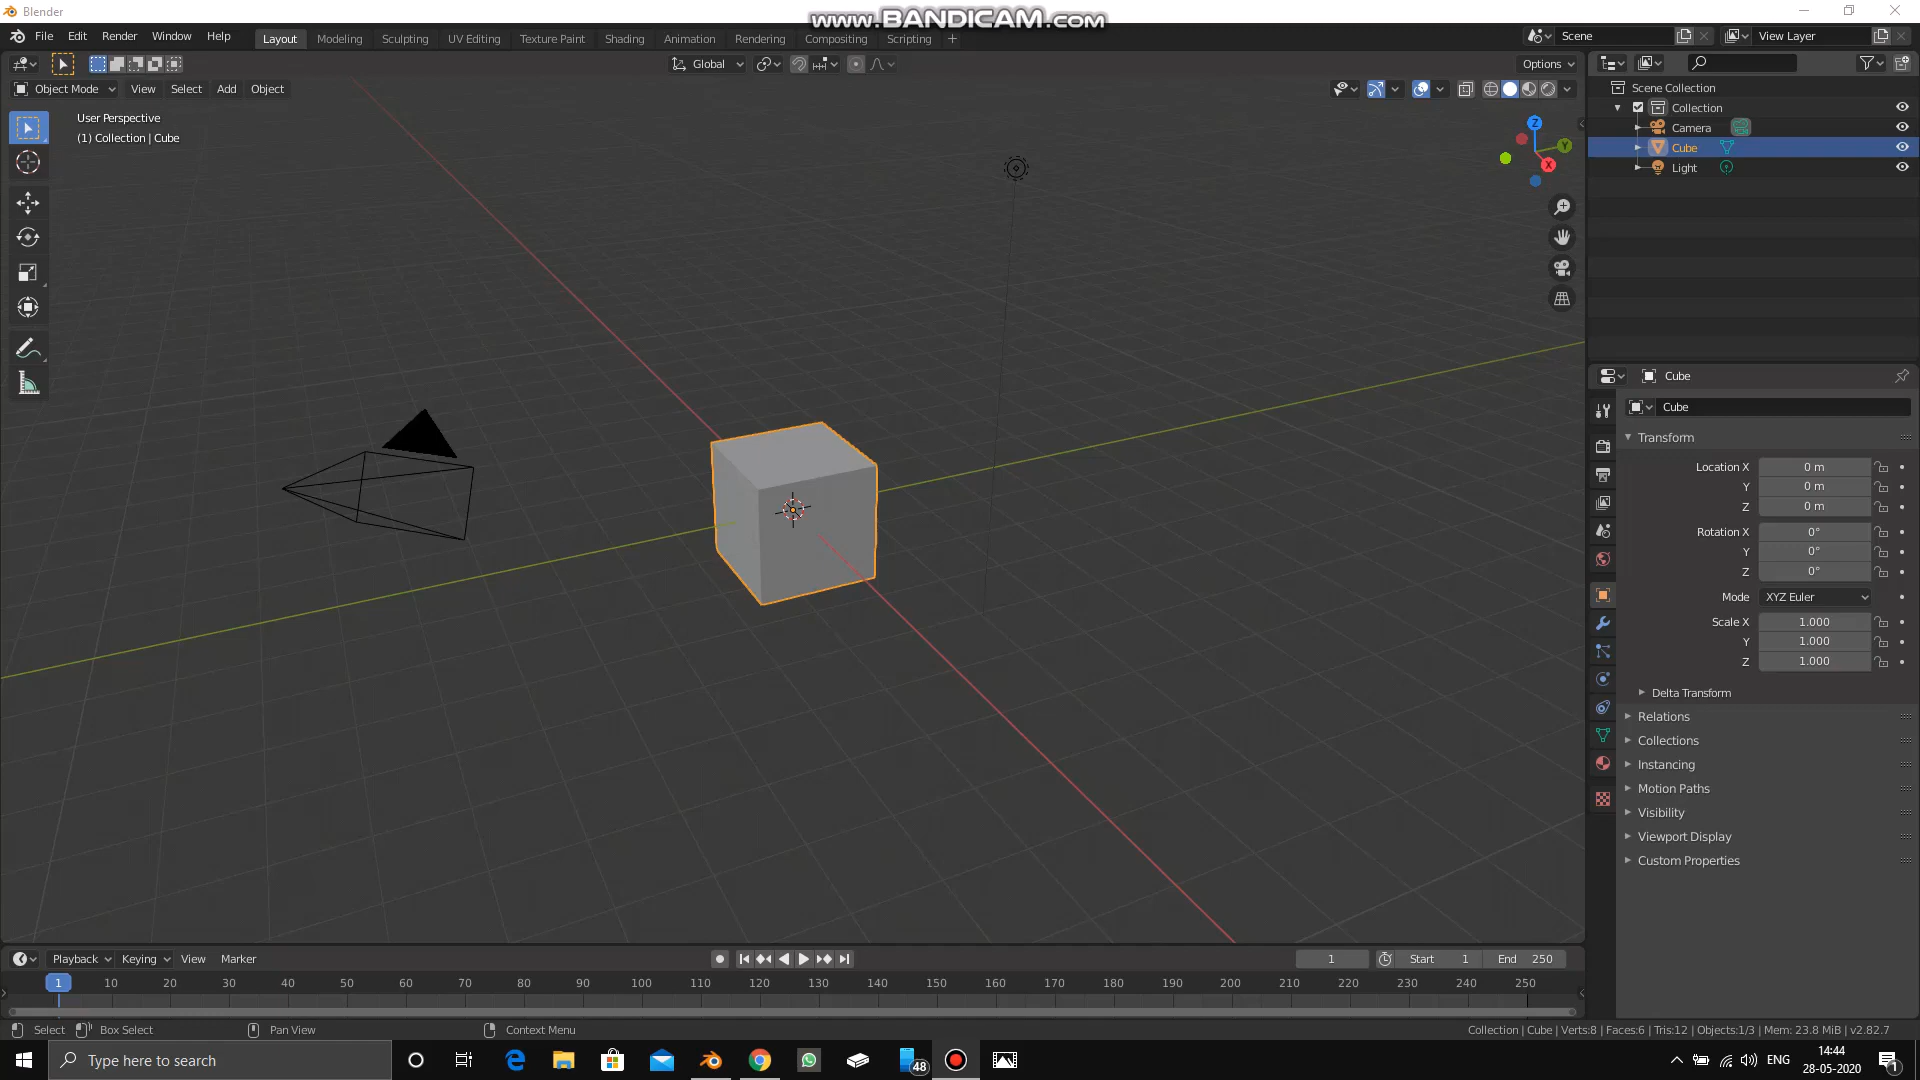 Blender
www.BANDICAM.com
File Edit Render Window Help
Layout Modeling Sculpting UV Editing Texture Paint Shading Animation Rendering Compositing Scripting +
Scene
View Layer
Global
Options
Object Mode View Select Add Object
User Perspective
(1) Collection | Cube
Z
Y
X
Scene Collection
Collection
Camera
Cube
Light
Cube
Cube
Transform
Location X 0 m
Y 0 m
Z 0 m
Rotation X 0°
Y 0°
Z 0°
Mode XYZ Euler
Scale X 1.000
Y 1.000
Z 1.000
Delta Transform
Relations
Collections
Instancing
Motion Paths
Visibility
Viewport Display
Custom Properties
Playback Keying View Marker
1 Start 1 End 250
1 10 20 30 40 50 60 70 80 90 100 110 120 130 140 150 160 170 180 190 200 210 220 230 240 250
Select Box Select Pan View Context Menu
Collection | Cube | Verts:8 | Faces:6 | Tris:12 | Objects:1/3 | Mem: 23.8 MiB | v2.82.7
Type here to search
48
ENG
14:44
28-05-2020
1